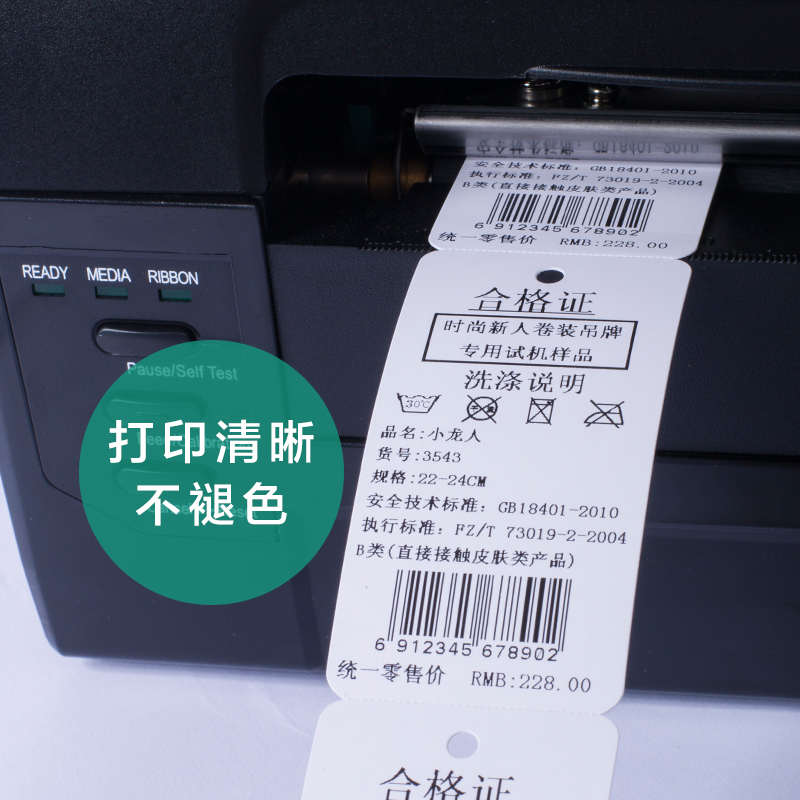 安全技术标准: GB18401-2010
执行标准: FZ/T 73019-2-2004
B类(直接接触皮肤类产品)
6 912345 678902
统一零售价 RMB:228.00
READY MEDIA RIBBON
Pause/Self Test
打印清晰
不褪色
合格证
时尚新人卷装吊牌
专用试机样品
洗涤说明
30℃
品名:小龙人
货号:3543
规格:22-24CM
安全技术标准: GB18401-2010
执行标准: FZ/T 73019-2-2004
B类(直接接触皮肤类产品)
6 912345 678902
统一零售价 RMB:228.00
合格证